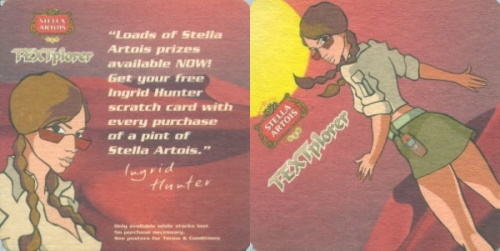 STELLA
ARTOIS
TEXTplorer
"Loads of Stella
Artois prizes
available NOW!
Get your free
Ingrid Hunter
scratch card with
every purchase
of a pint of
Stella Artois."
Ingrid
Hunter
Only available while stocks last.
No purchase necessary.
See posters for Terms & Conditions
STELLA
ARTOIS
TEXTplorer